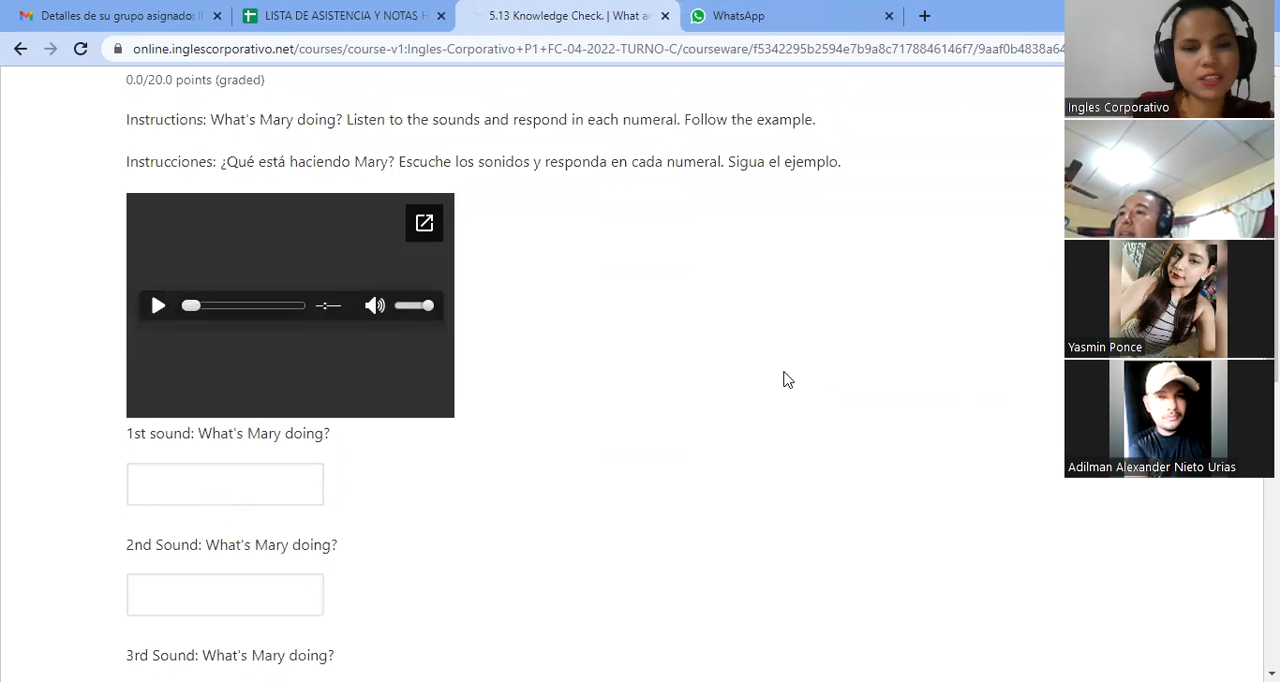 Detalles de su grupo asignado: I
LISTA DE ASISTENCIA Y NOTAS H
5.13 Knowledge Check. | What a
WhatsApp
online.inglescorporativo.net/courses/course-v1:Ingles-Corporativo+P1+FC-04-2022-TURNO-C/courseware/f5342295b2594e7b9a8c7178846146f7/9aaf0b4838a64
0.0/20.0 points (graded)
Instructions: What's Mary doing? Listen to the sounds and respond in each numeral. Follow the example.
Instrucciones: ¿Qué está haciendo Mary? Escuche los sonidos y responda en cada numeral. Sigua el ejemplo.
1st sound: What's Mary doing?
2nd Sound: What's Mary doing?
3rd Sound: What's Mary doing?
Ingles Corporativo
Yasmin Ponce
Adilman Alexander Nieto Urias